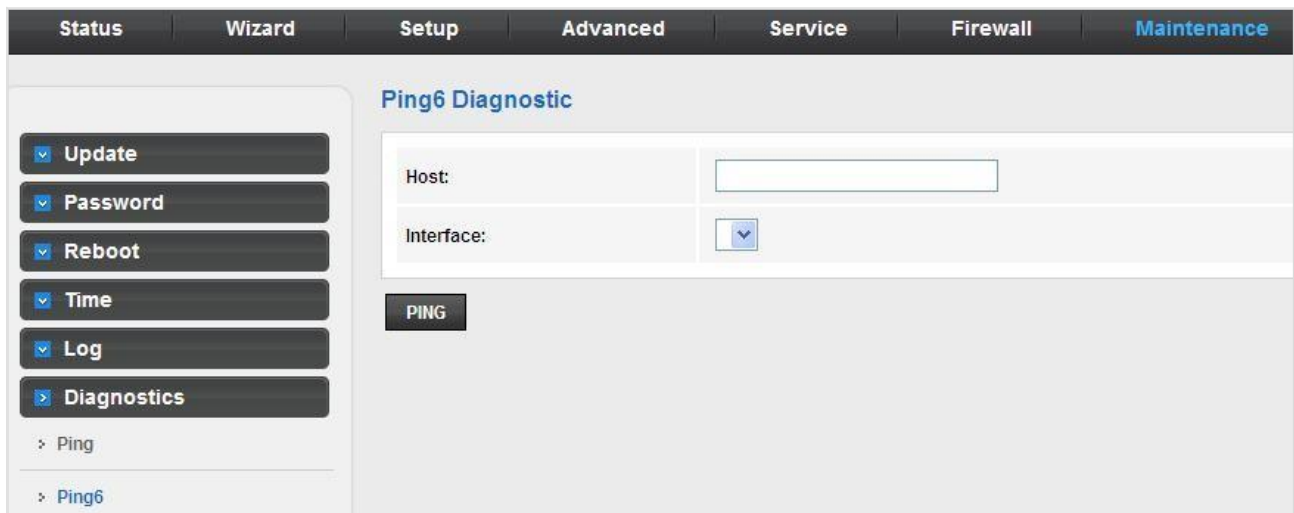 Status Wizard Setup Advanced Service Firewall Maintenance
Ping6 Diagnostic
Update
Password
Reboot
Time
Log
Diagnostics
Ping
Ping6
Host:
Interface:
PING